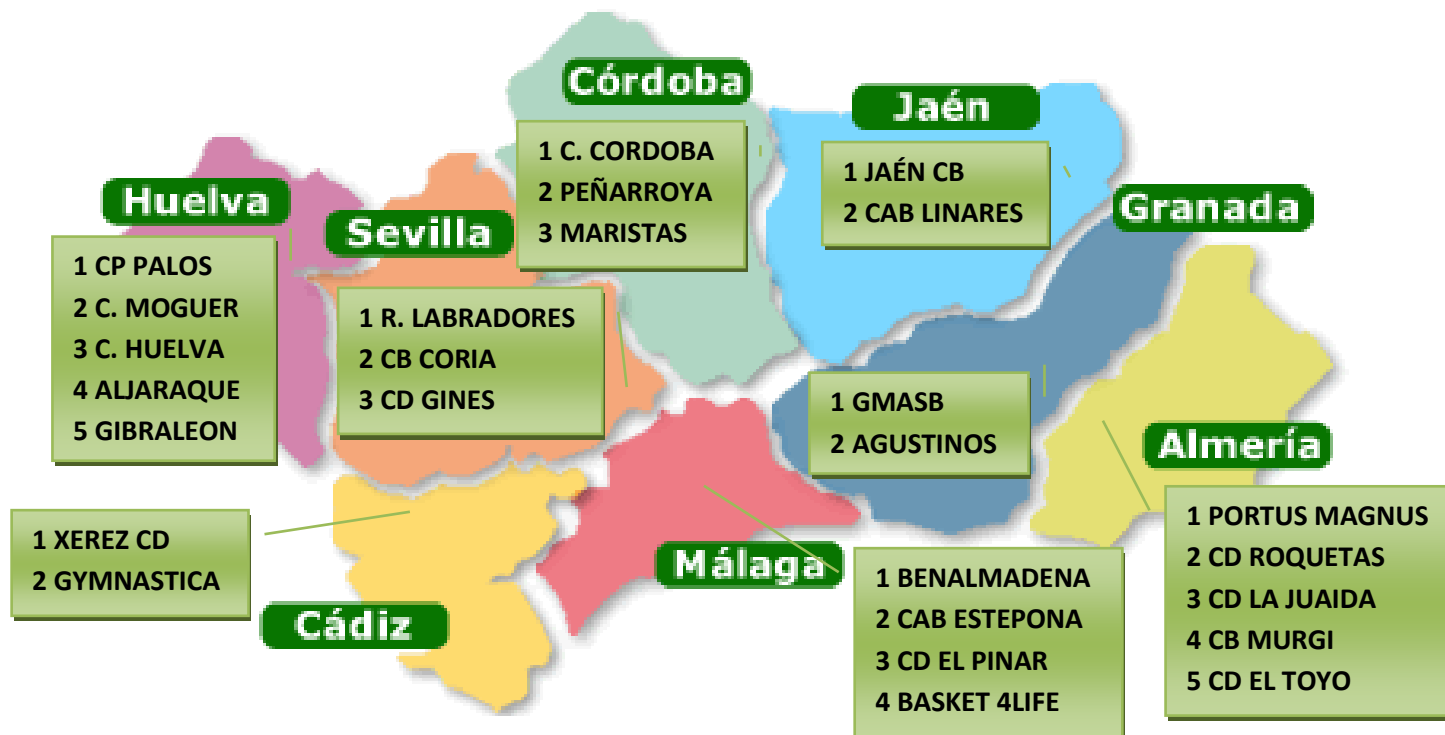 Córdoba
1 C. CORDOBA
2 PEÑARROYA
3 MARISTAS
Jaén
1 JAÉN CB
2 CAB LINARES
Huelva
1 CP PALOS
2 C. MOGUER
3 C. HUELVA
4 ALJARAQUE
5 GIBRALEON
Sevilla
1 R. LABRADORES
2 CB CORIA
3 CD GINES
Granada
1 GMASB
2 AGUSTINOS
Almería
1 PORTUS MAGNUS
2 CD ROQUETAS
3 CD LA JUAIDA
4 CB MURGI
5 CD EL TOYO
1 XEREZ CD
2 GYMNASTICA
Cádiz
Málaga
1 BENALMADENA
2 CAB ESTEPONA
3 CD EL PINAR
4 BASKET 4LIFE